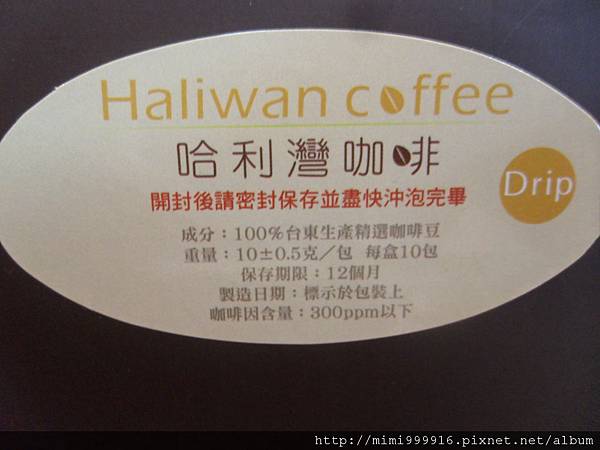 Haliwan coffee
哈利灣咖啡
開封後請密封保存並盡快沖泡完畢
Drip
成分：100%台東生產精選咖啡豆
重量：10±0.5克／包 每盒10包
保存期限：12個月
製造日期：標示於包裝上
咖啡因含量：300ppm以下
http://mimi999916.pixnet.net/album